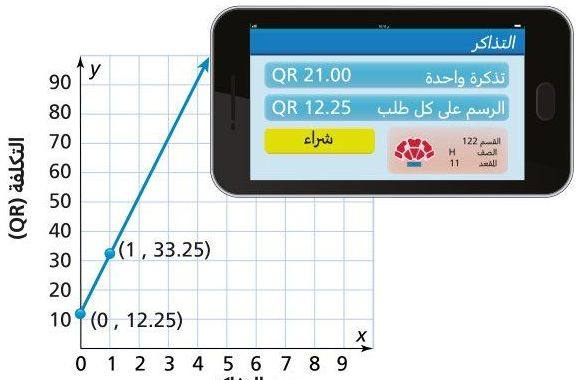 التذاكر
تذكرة واحدة QR 21.00
الرسم على كل طلب QR 12.25
شراء
القسم 122
الصف H
المقعد 11
y
90
80
70
60
50
40
30
20
10
التكلفة (QR)
(1 , 33.25)
(0 , 12.25)
x
0 1 2 3 4 5 6 7 8 9